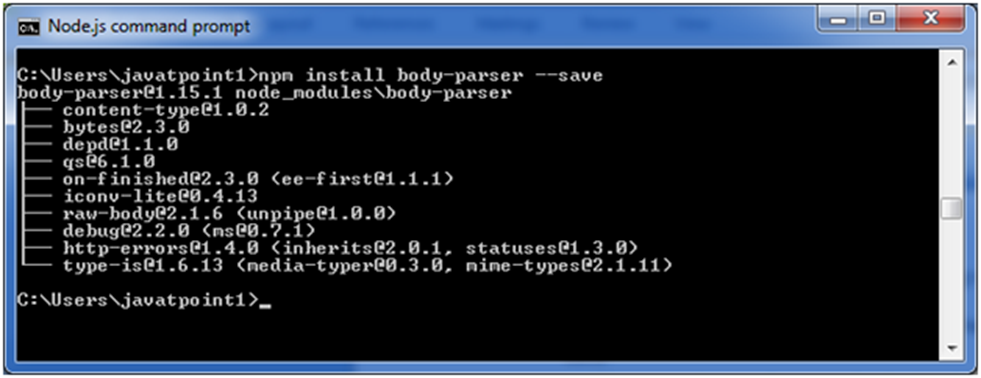 Node.js command prompt
C:\Users\javatpoint1>npm install body-parser --save
body-parser@1.15.1 node_modules\body-parser
├── content-type@1.0.2
├── bytes@2.3.0
├── depd@1.1.0
├── qs@6.1.0
├── on-finished@2.3.0 (ee-first@1.1.1)
├── iconv-lite@0.4.13
├── raw-body@2.1.6 (unpipe@1.0.0)
├── debug@2.2.0 (ms@0.7.1)
├── http-errors@1.4.0 (inherits@2.0.1, statuses@1.3.0)
└── type-is@1.6.13 (media-typer@0.3.0, mime-types@2.1.11)
C:\Users\javatpoint1>_